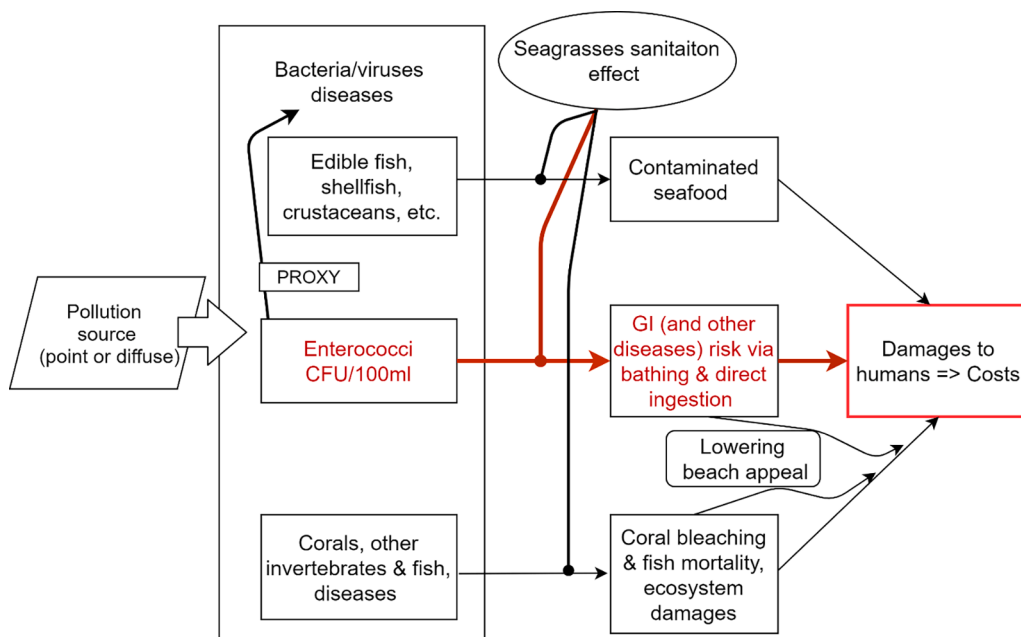 Bacteria/viruses
diseases
Seagrasses sanitaiton
effect
Edible fish,
shellfish,
crustaceans, etc.
Contaminated
seafood
PROXY
Pollution
source
(point or diffuse)
Enterococci
CFU/100ml
GI (and other
diseases) risk via
bathing & direct
ingestion
Damages to
humans => Costs
Lowering
beach appeal
Corals, other
invertebrates & fish,
diseases
Coral bleaching
& fish mortality,
ecosystem
damages